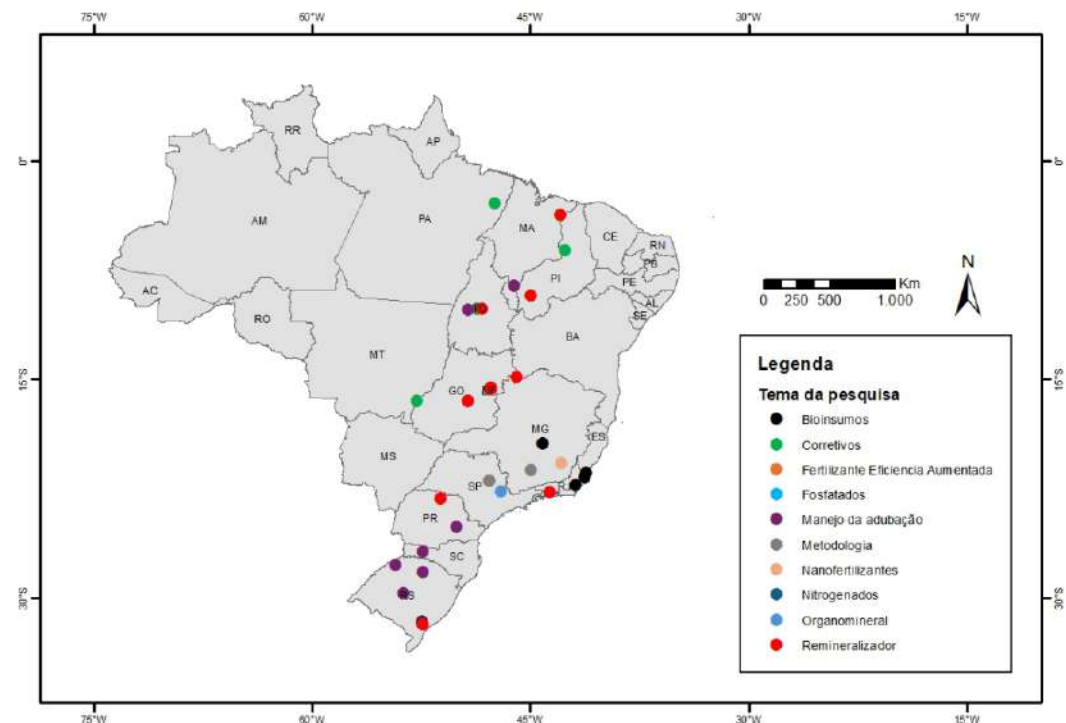 75°W 60°W 45°W 30°W 15°W
RR
AP
0° 0°
AM
PA
MA
CE
RN
PB
PI
PE
AC
AL
SE
RO
BA
MT
N
Km
0 250 500 1.000
15°S 15°S
GO
MG
ES
MS
SP
RJ
PR
SC
RS
30°S 30°S
Legenda
Tema da pesquisa
Bioinsumos
Corretivos
Fertilizante Eficiencia Aumentada
Fosfatados
Manejo da adubação
Metodologia
Nanofertilizantes
Nitrogenados
Organomineral
Remineralizador
75°W 60°W 45°W 30°W 15°W